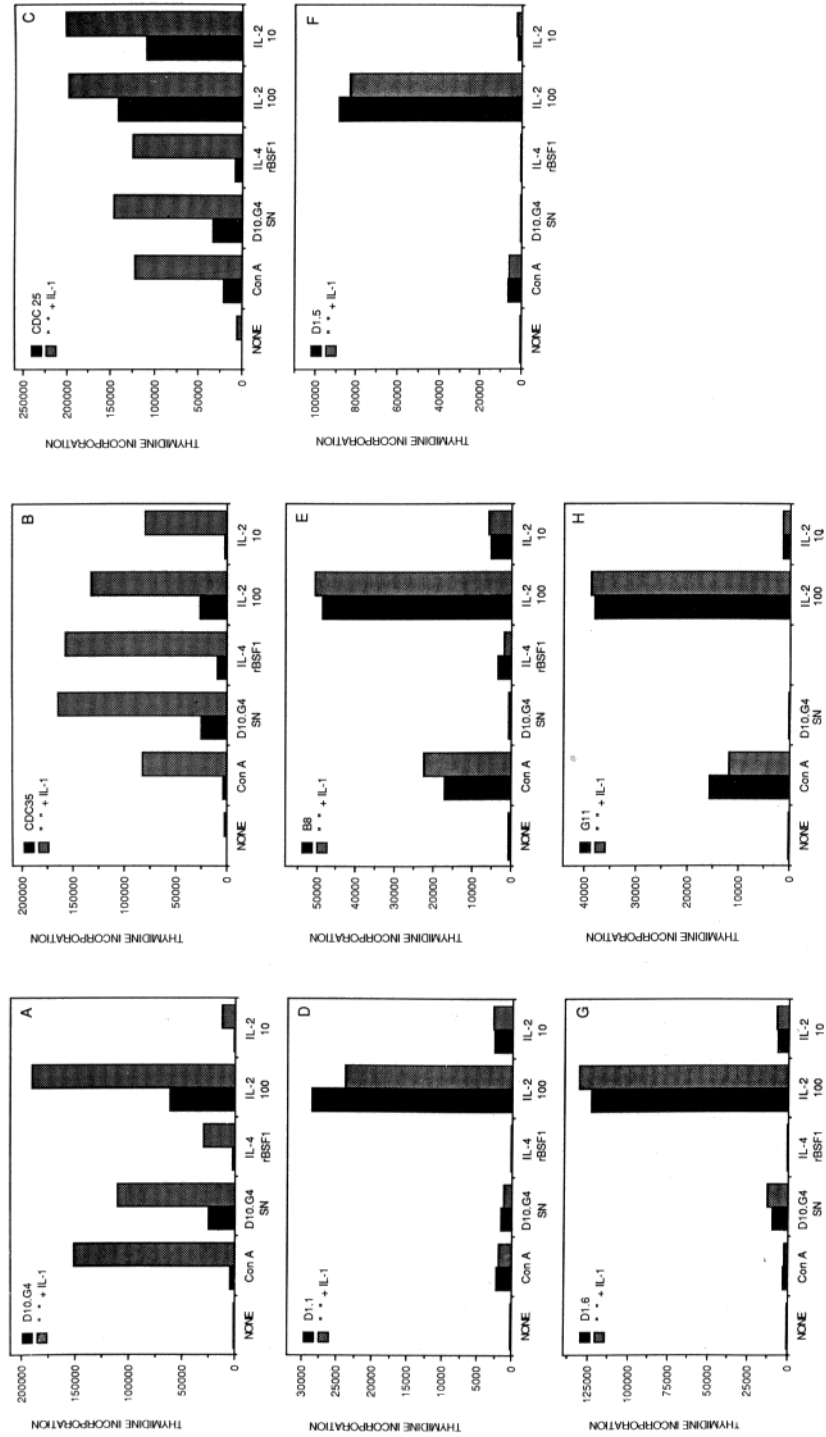 A
D10.G4
" " + IL-1
THYMIDINE INCORPORATION
200000
150000
100000
50000
0
NONE Con A D10.G4 IL-4 IL-2 IL-2
SN rBSF1 100 10
B
CDC35
" " + IL-1
THYMIDINE INCORPORATION
200000
150000
100000
50000
0
NONE Con A D10.G4 IL-4 IL-2 IL-2
SN rBSF1 100 10
C
CDC 25
" " + IL-1
THYMIDINE INCORPORATION
250000
200000
150000
100000
50000
0
NONE Con A D10.G4 IL-4 IL-2 IL-2
SN rBSF1 100 10
D
D1.1
" " + IL-1
THYMIDINE INCORPORATION
30000
25000
20000
15000
10000
5000
0
NONE Con A D10.G4 IL-4 IL-2 IL-2
SN rBSF1 100 10
E
B8
" " + IL-1
THYMIDINE INCORPORATION
50000
40000
30000
20000
10000
0
NONE Con A D10.G4 IL-4 IL-2 IL-2
SN rBSF1 100 10
F
D1.5
" " + IL-1
THYMIDINE INCORPORATION
100000
80000
60000
40000
20000
0
NONE Con A D10.G4 IL-4 IL-2 IL-2
SN rBSF1 100 10
G
D1.6
" " + IL-1
THYMIDINE INCORPORATION
125000
100000
75000
50000
25000
0
NONE Con A D10.G4 IL-4 IL-2 IL-2
SN rBSF1 100 10
H
G11
" " + IL-1
THYMIDINE INCORPORATION
40000
30000
20000
10000
0
NONE Con A D10.G4 IL-4 IL-2 IL-2
SN rBSF1 100 10